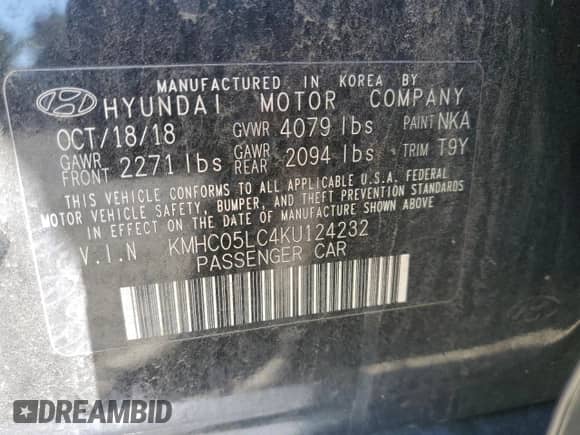 MANUFACTURED IN KOREA BY
HYUNDAI MOTOR COMPANY
OCT/18/18 GVWR 4079 lbs PAINT NKA
GAWR FRONT 2271 lbs GAWR REAR 2094 lbs TRIM T9Y
THIS VEHICLE CONFORMS TO ALL APPLICABLE U.S.A. FEDERAL
MOTOR VEHICLE SAFETY, BUMPER, AND THEFT PREVENTION STANDARDS
IN EFFECT ON THE DATE OF MANUFACTURE SHOWN ABOVE
V.I.N KMHC05LC4KU124232
PASSENGER CAR
DREAMBID